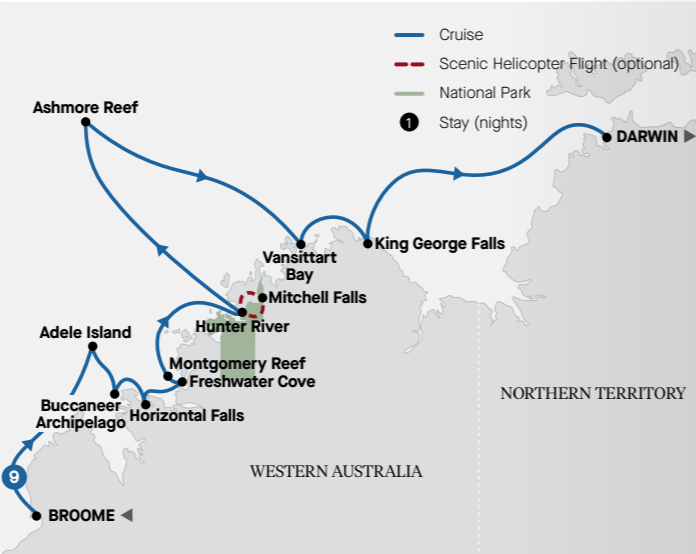 Cruise
Scenic Helicopter Flight (optional)
National Park
1 Stay (nights)
Ashmore Reef
DARWIN
King George Falls
Vansittart
Bay
Mitchell Falls
Hunter River
Adele Island
Montgomery Reef
Freshwater Cove
Buccaneer
Archipelago
Horizontal Falls
NORTHERN TERRITORY
WESTERN AUSTRALIA
9
BROOME